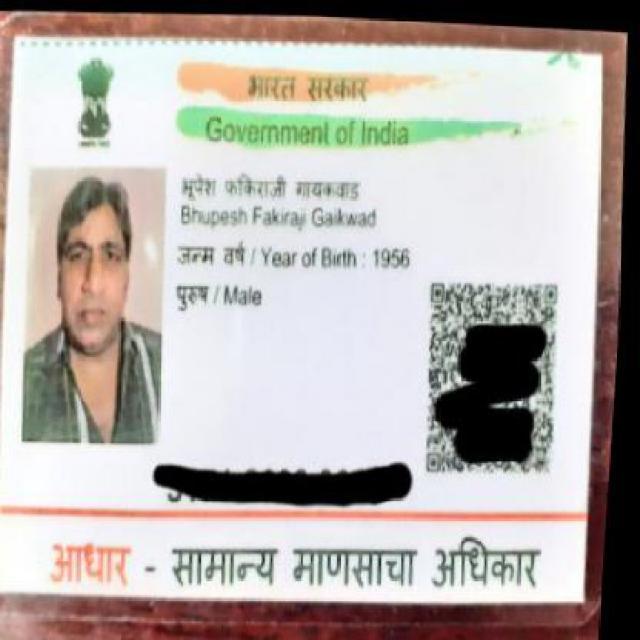 भारत सरकार
Government of India
भूपेश फकिराजी गायकवाड
Bhupesh Fakiraji Gaikwad
जन्म वर्ष / Year of Birth : 1956
पुरुष / Male
आधार - सामान्य माणसाचा अधिकार